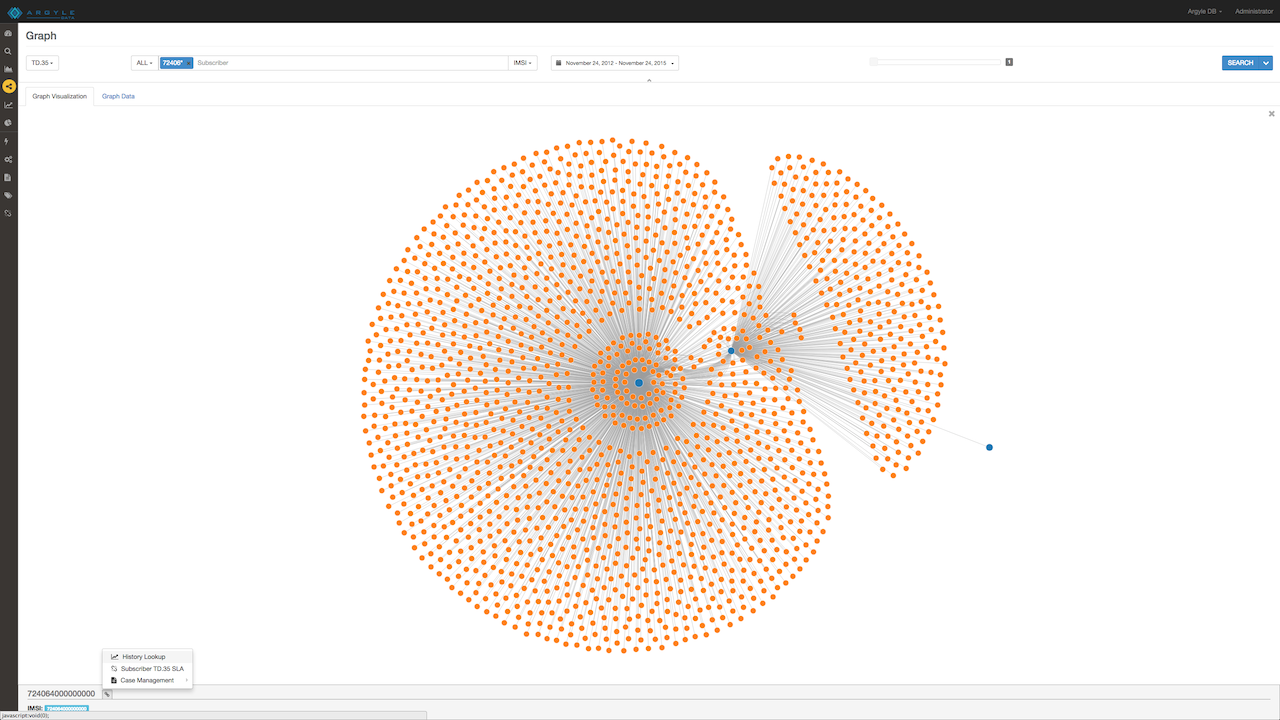 ARGYLE
DATA
Argyle DB
Administrator
Graph
TD.35
ALL
72406*
Subscriber
IMSI
November 24, 2012 - November 24, 2015
1
SEARCH
Graph Visualization
Graph Data
History Lookup
Subscriber TD.35 SLA
Case Management
724064000000000
IMSI:
724064000000000
javascript:void(0);